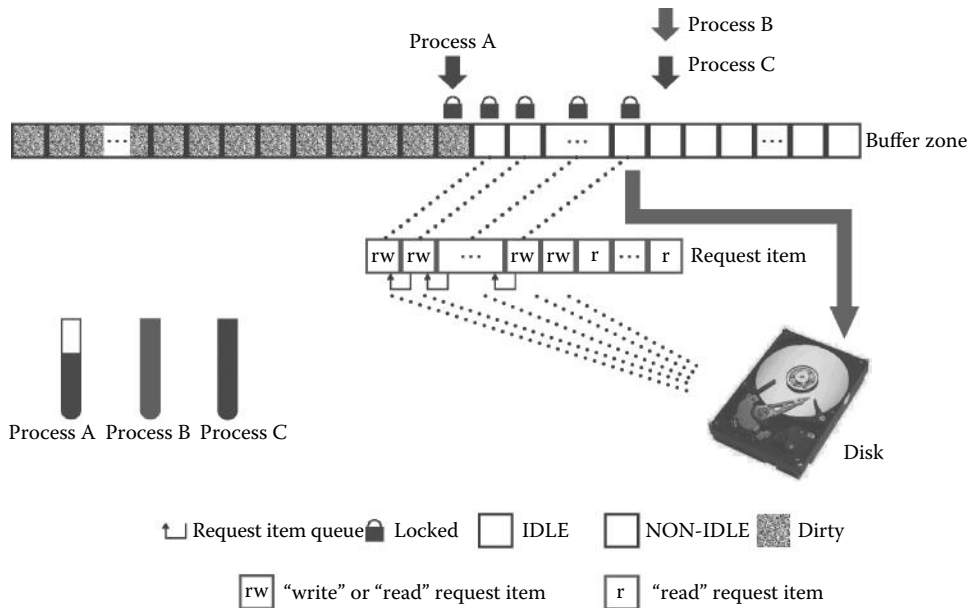 Process B
Process A
Process C
... ... ... Buffer zone
rw rw ... rw rw r ... r Request item
Process A Process B Process C
Disk
Request item queue Locked IDLE NON-IDLE Dirty
rw "write" or "read" request item r "read" request item